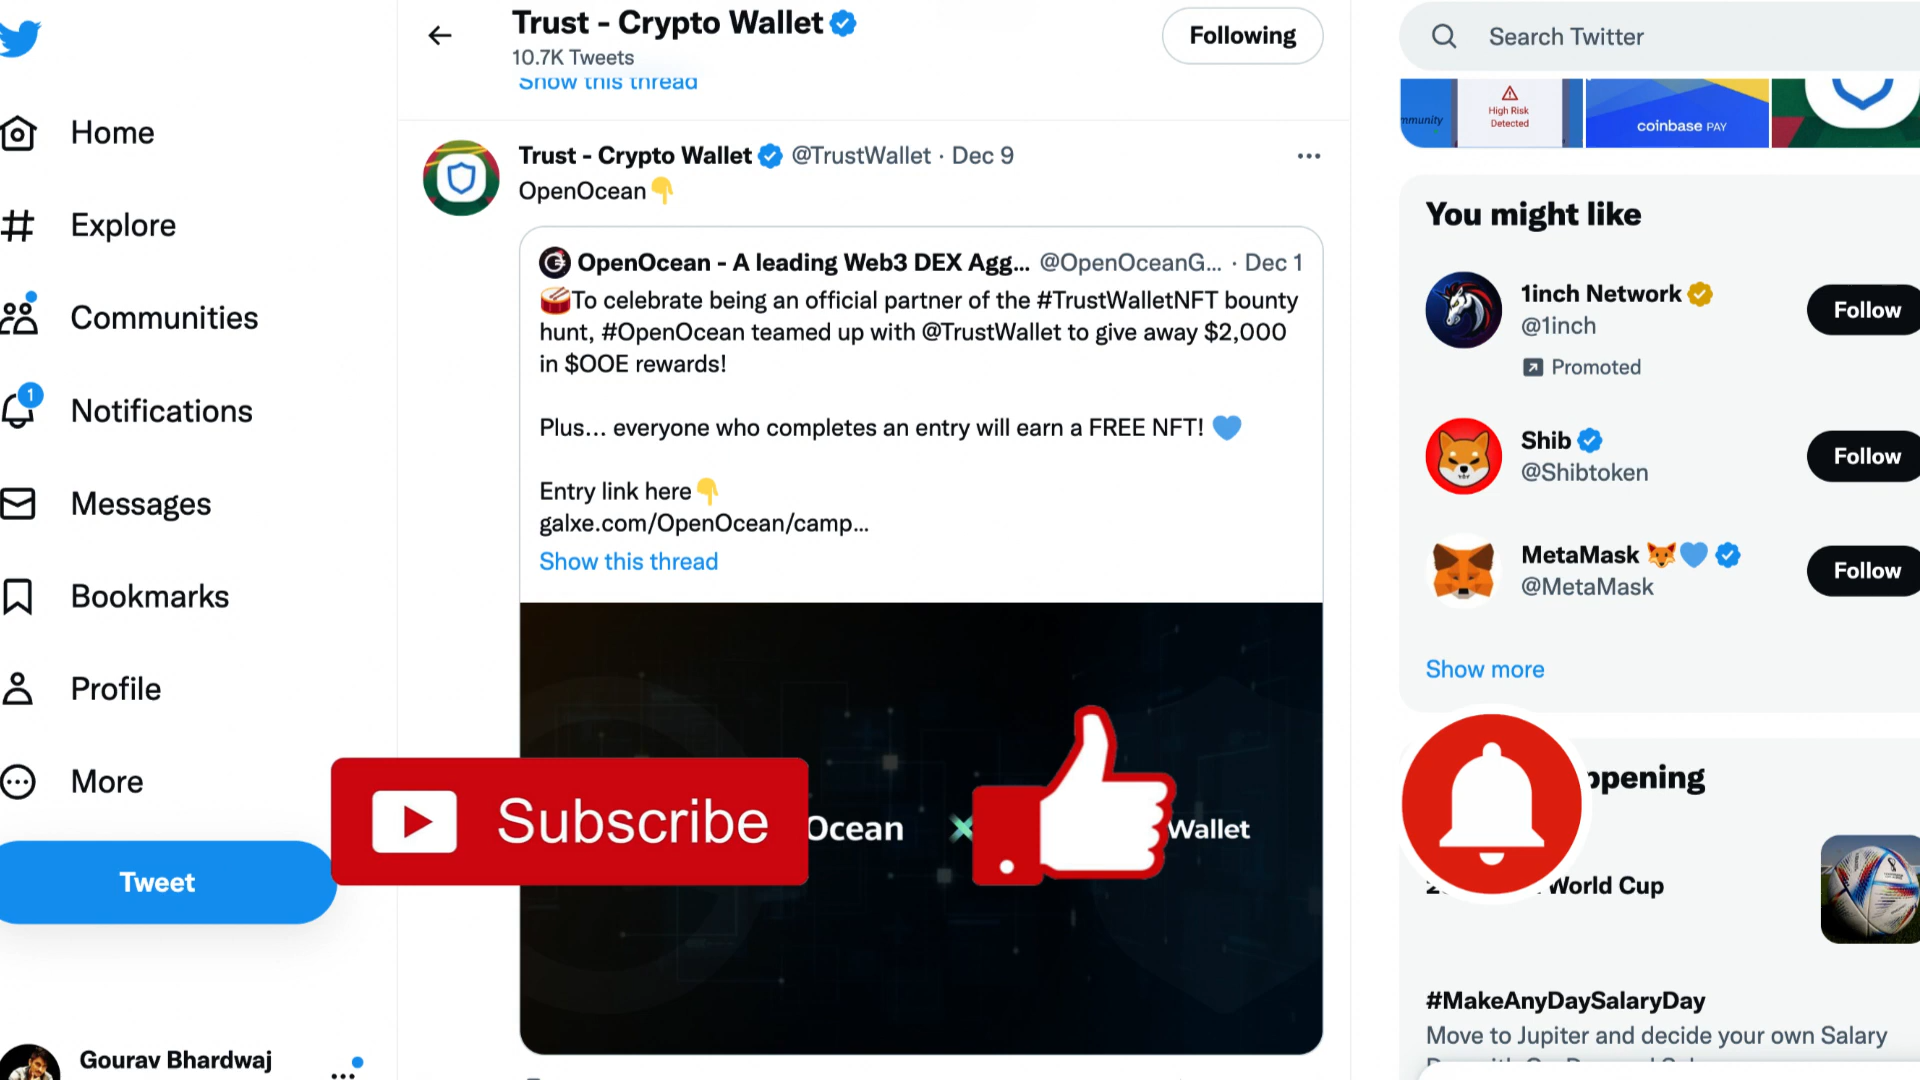 Home
Explore
Communities
1
Notifications
Messages
Bookmarks
Profile
More
Tweet
Gourav Bhardwaj
Trust - Crypto Wallet
10.7K Tweets
Following
Show this thread
Trust - Crypto Wallet @TrustWallet · Dec 9
OpenOcean👇
OpenOcean - A leading Web3 DEX Agg... @OpenOceanG... · Dec 1
🥁To celebrate being an official partner of the #TrustWalletNFT bounty
hunt, #OpenOcean teamed up with @TrustWallet to give away $2,000
in $OOE rewards!
Plus... everyone who completes an entry will earn a FREE NFT! 💙
Entry link here👇
galxe.com/OpenOcean/camp...
Show this thread
Subscribe
Ocean
Wallet
Search Twitter
mmunity
High Risk
Detected
coinbase PAY
You might like
1inch Network
@1inch
Promoted
Follow
Shib
@Shibtoken
Follow
MetaMask 🦊💙
@MetaMask
Follow
Show more
ppening
World Cup
#MakeAnyDaySalaryDay
Move to Jupiter and decide your own Salary